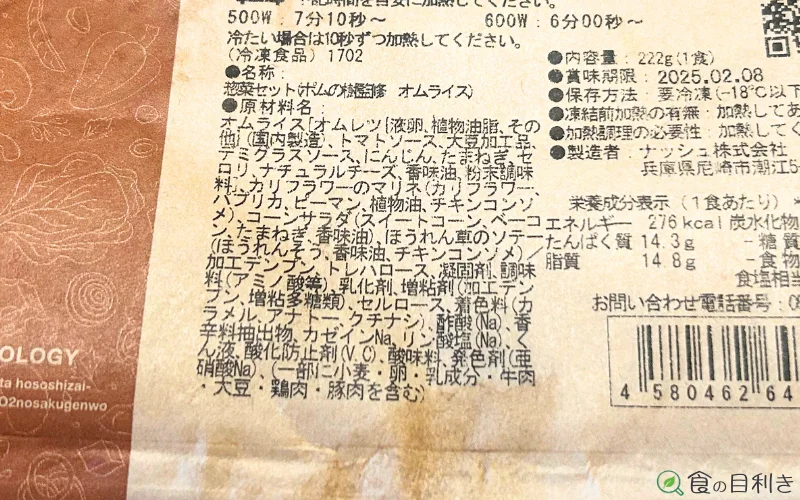 500W：7分10秒～　600W：6分00秒～
冷たい場合は10秒ずつ加熱してください。
(冷凍食品) 1702
●名称：
惣菜セット(ポムの樹監修 オムライス)
●原材料名：
オムライス「オムレツ{液卵、植物油脂、その
他}(国内製造)、トマトソース、大豆加工品、
デミグラスソース、にんじん、たまねぎ、セ
ロリ、ナチュラルチーズ、香味油、粉末調味
料」、カリフラワーのマリネ(カリフラワー、
パプリカ、ピーマン、植物油、チキンコンソ
メ)、コーンサラダ(スイートコーン、ベーコ
ン、たまねぎ、香味油)、ほうれん草のソテー
(ほうれんそう、香味油、チキンコンソメ)／
加工デンプン、トレハロース、凝固剤、調味
料(アミノ酸等)、乳化剤、増粘剤(加工デン
プン、増粘多糖類)、セルロース、着色料(カ
ラメル、アナトー、クチナシ)、酢酸(Na)、香
辛料抽出物、カゼインNa、リン酸塩(Na)、く
ん液、酸化防止剤(V.C)、酸味料、発色剤(亜
硝酸Na)、(一部に小麦・卵・乳成分・牛肉
・大豆・鶏肉・豚肉を含む)
●内容量：222g(1食)
●賞味期限：2025.02.08
●保存方法：要冷凍(-18℃以下
●凍結前加熱の有無：加熱してあ
●加熱調理の必要性：加熱してく
●製造者：ナッシュ株式会社
兵庫県尼崎市潮江5-
栄養成分表示(1食あたり) *
エネルギー 276kcal 炭水化物
たんぱく質 14.3g -糖質
脂質 14.8g -食物
食塩相当
お問い合わせ電話番号：0
4 580462 64
OLOGY
ta hososhizai-
O2nosakugenwo
食の目利き